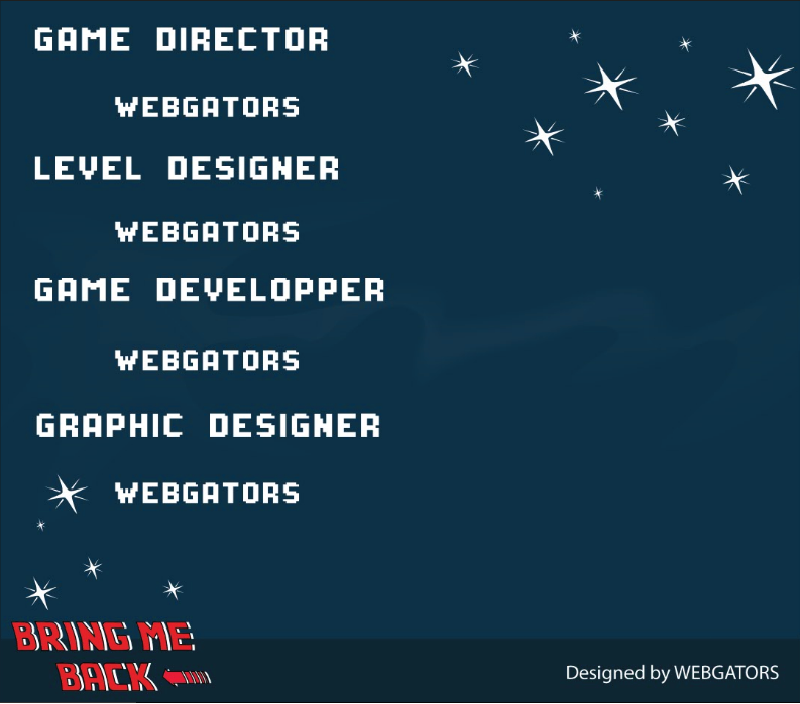 GAME DIRECTOR
WEBGATORS
LEVEL DESIGNER
WEBGATORS
GAME DEVELOPPER
WEBGATORS
GRAPHIC DESIGNER
WEBGATORS
BRING ME
BACK
Designed by WEBGATORS